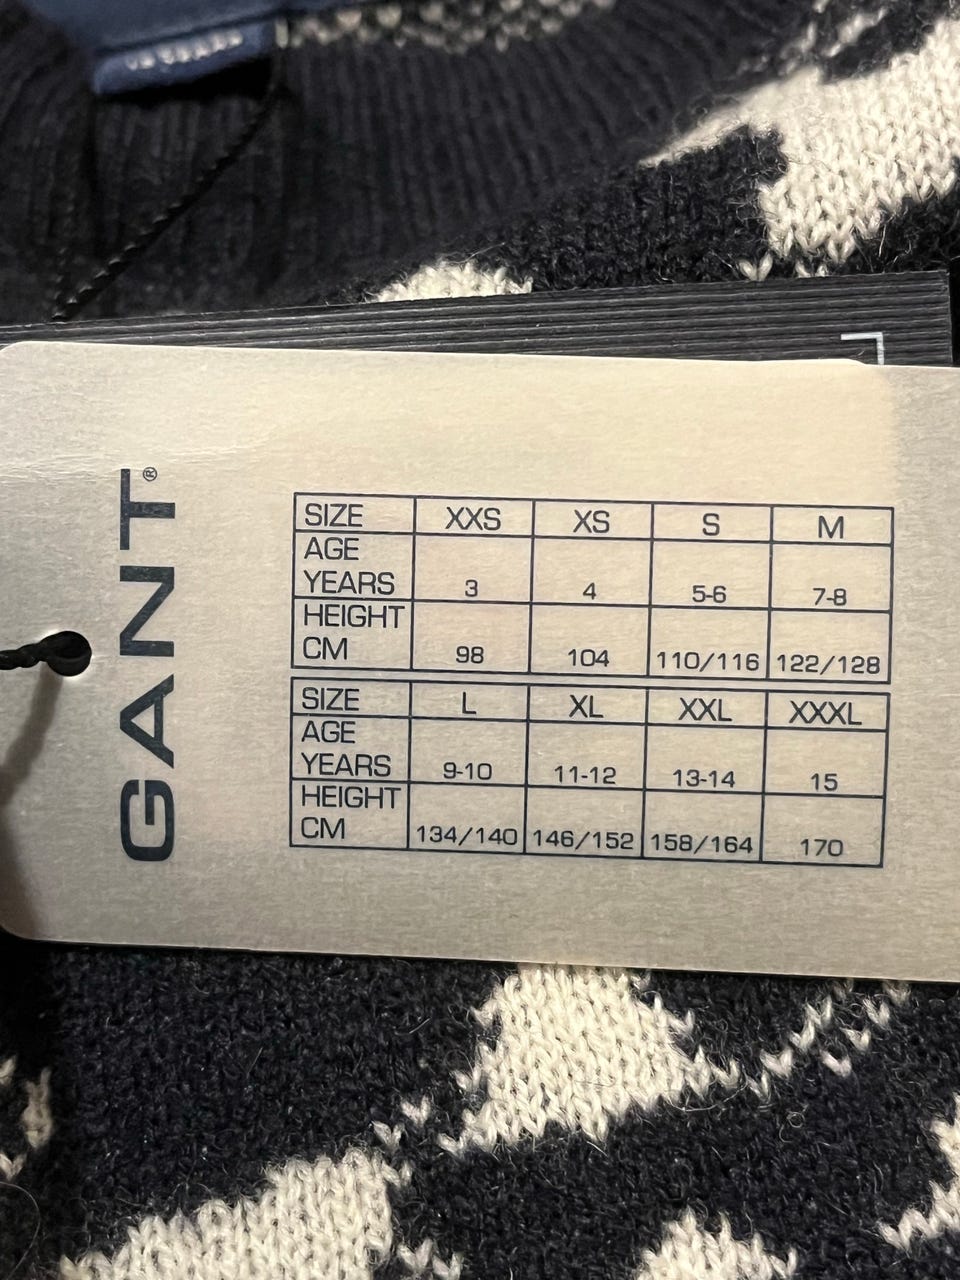 GANT®
SIZE XXS XS S M
AGE
YEARS 3 4 5-6 7-8
HEIGHT
CM 98 104 110/116 122/128
SIZE L XL XXL XXXL
AGE
YEARS 9-10 11-12 13-14 15
HEIGHT
CM 134/140 146/152 158/164 170